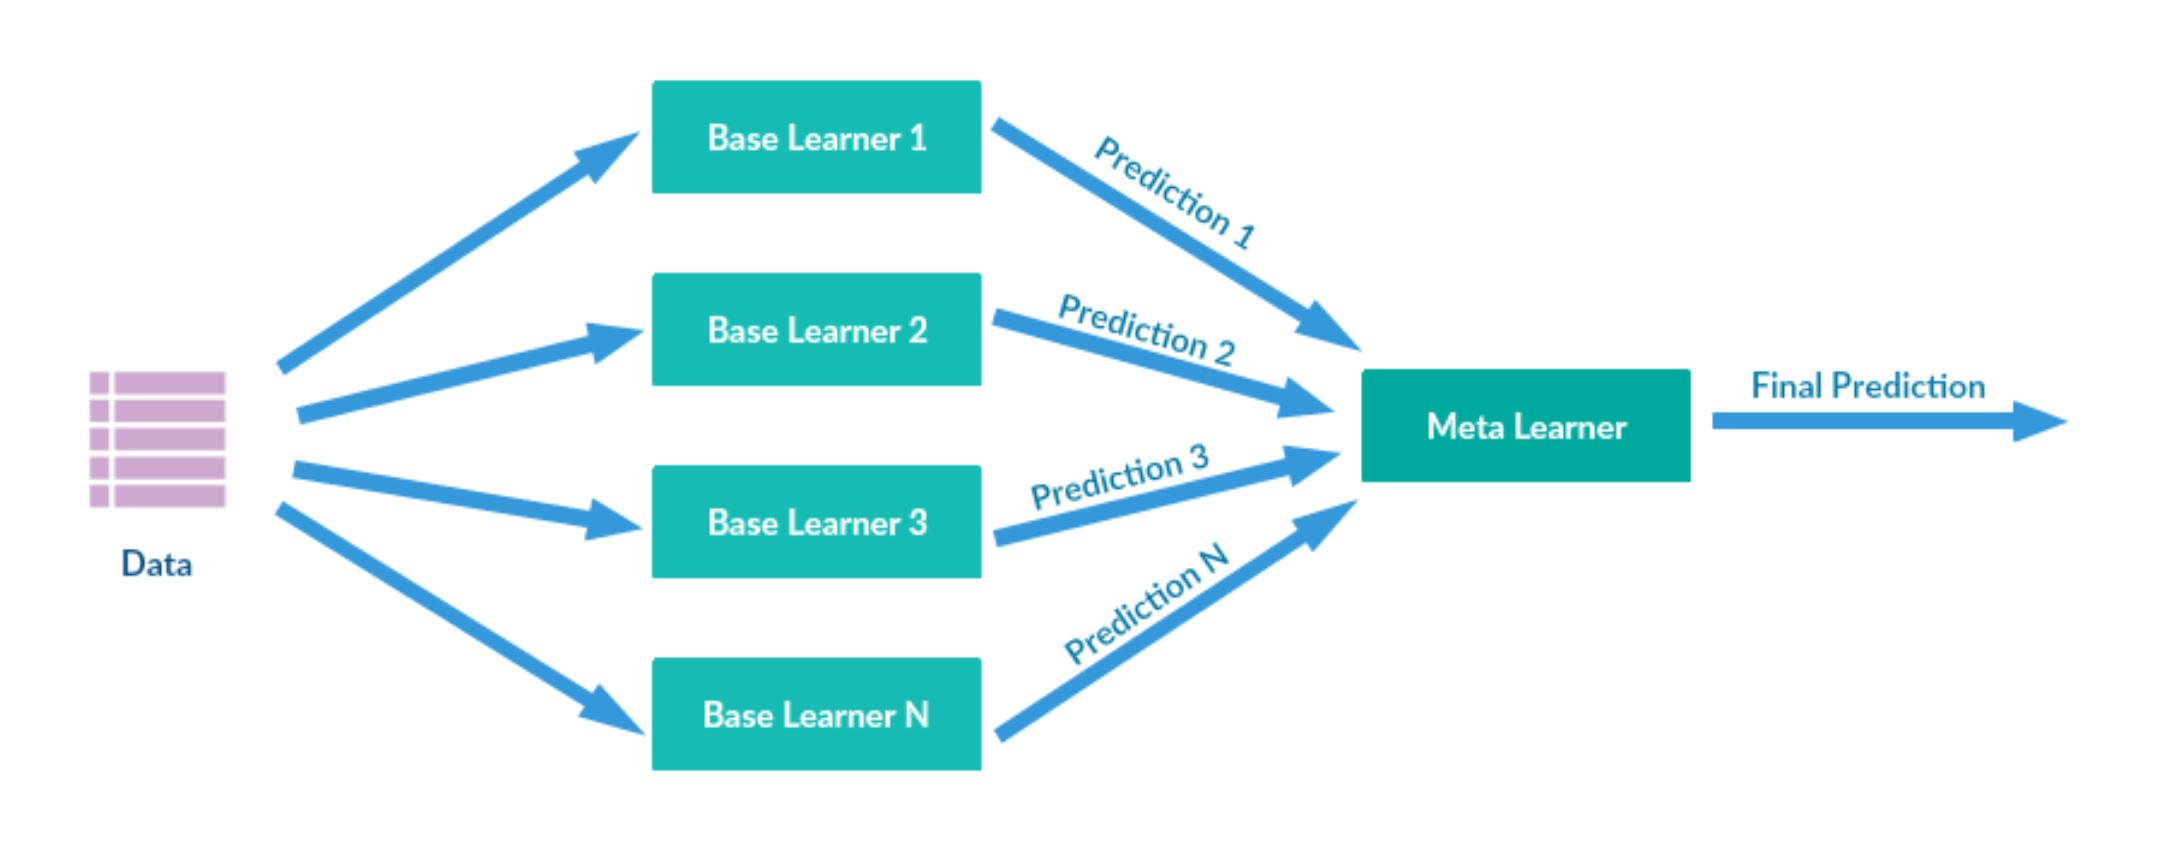 Base Learner 1
Prediction 1
Base Learner 2
Prediction 2
Data
Base Learner 3
Prediction 3
Meta Learner
Final Prediction
Base Learner N
Prediction N